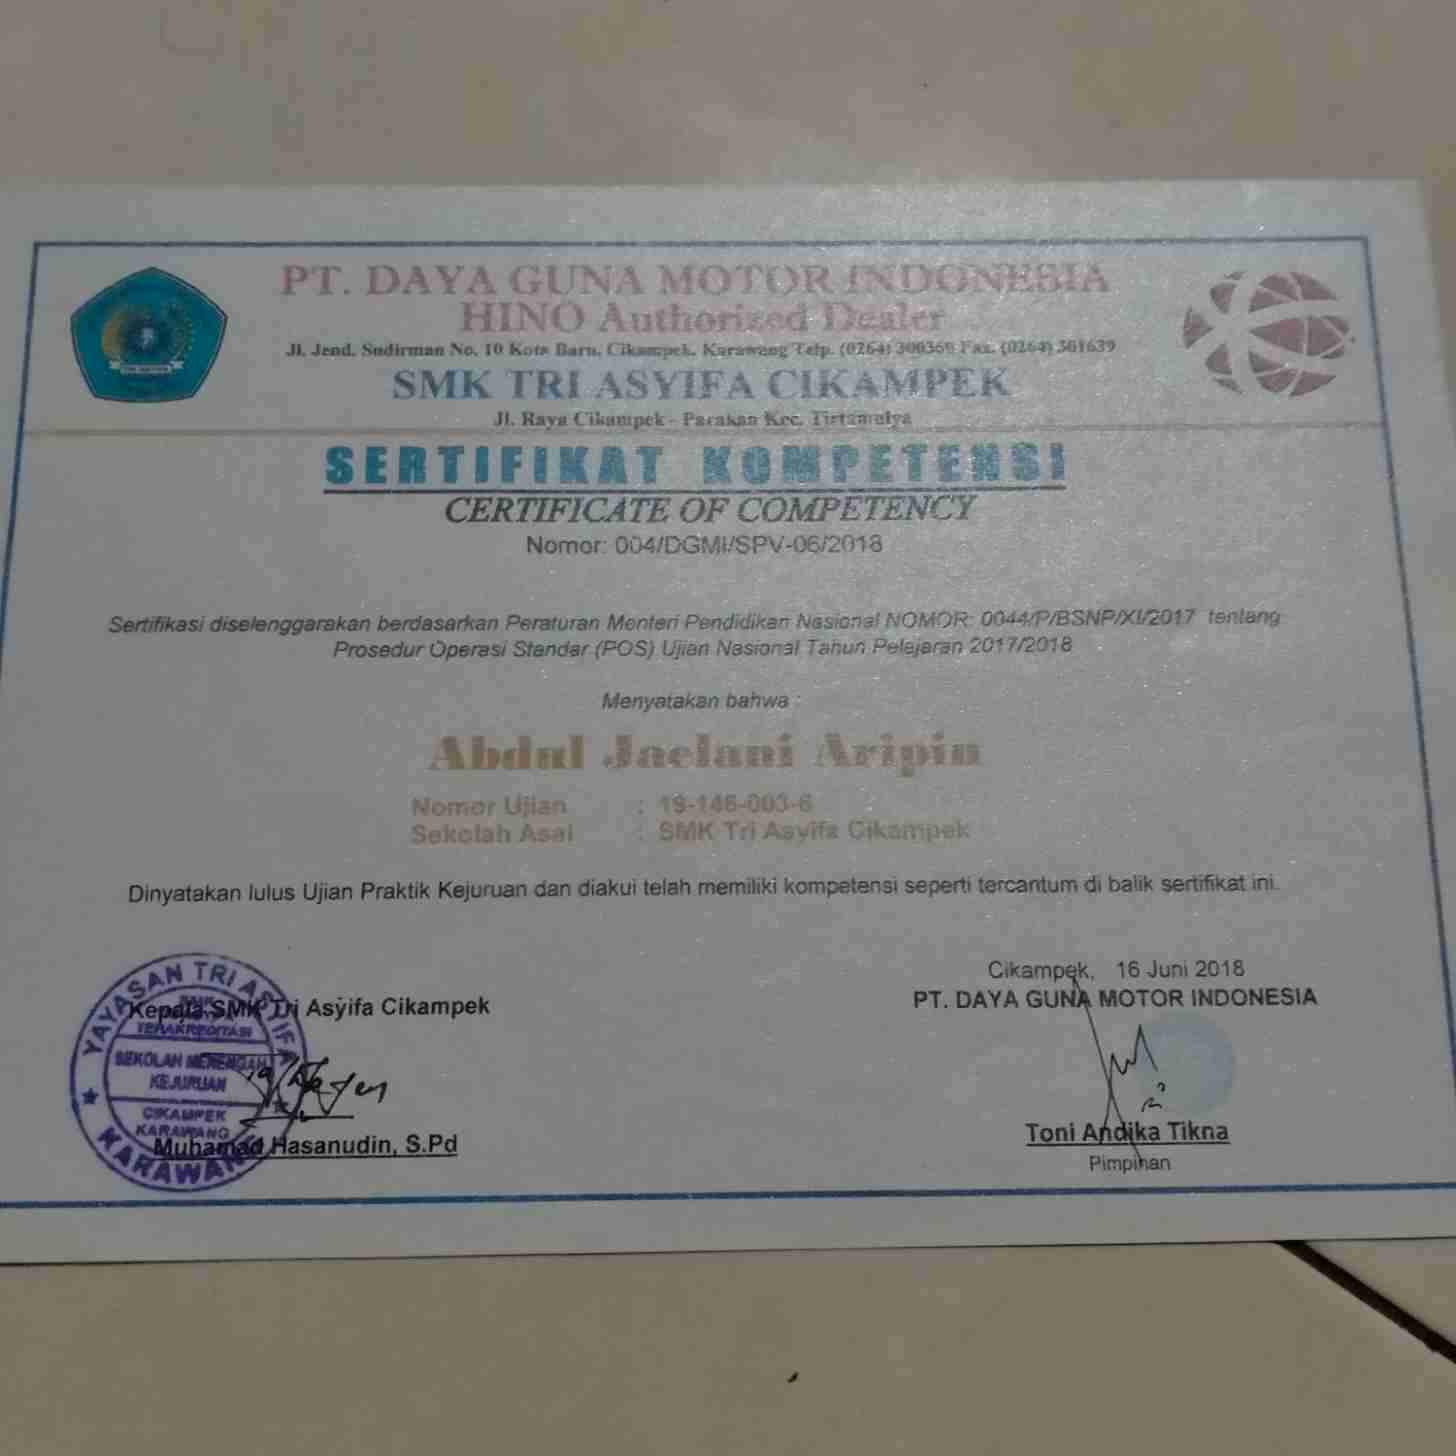 PT. DAYA GUNA MOTOR INDONESIA
HINO Authorized Dealer
Jl. Jend. Sudirman No. 10 Kota Baru, Cikampek, Karawang Telp. (0264) 300360 Fax. (0264) 301639
SMK TRI ASYIFA CIKAMPEK
Jl. Raya Cikampek - Parakan Kec. Tirtamulya
TRI ASYIFA
SERTIFIKAT KOMPETENSI
CERTIFICATE OF COMPETENCY
Nomor: 004/DGMI/SPV-06/2018
Sertifikasi diselenggarakan berdasarkan Peraturan Menteri Pendidikan Nasional NOMOR: 0044/P/BSNP/XI/2017 tentang
Prosedur Operasi Standar (POS) Ujian Nasional Tahun Pelajaran 2017/2018
Menyatakan bahwa :
Abdul Jaelani Aripin
Nomor Ujian : 19-146-003-6
Sekolah Asal : SMK Tri Asyifa Cikampek
Dinyatakan lulus Ujian Praktik Kejuruan dan diakui telah memiliki kompetensi seperti tercantum di balik sertifikat ini.
Cikampek, 16 Juni 2018
PT. DAYA GUNA MOTOR INDONESIA
Toni Andika Tikna
Pimpinan
Kepala SMK Tri Asyifa Cikampek
Muhamad Hasanudin, S.Pd
YAYASAN TRI ASYIFA
SMK
TERAKREDITASI
SEKOLAH MENENGAH
KEJURUAN
CIKAMPEK
KARAWANG
KARAWANG